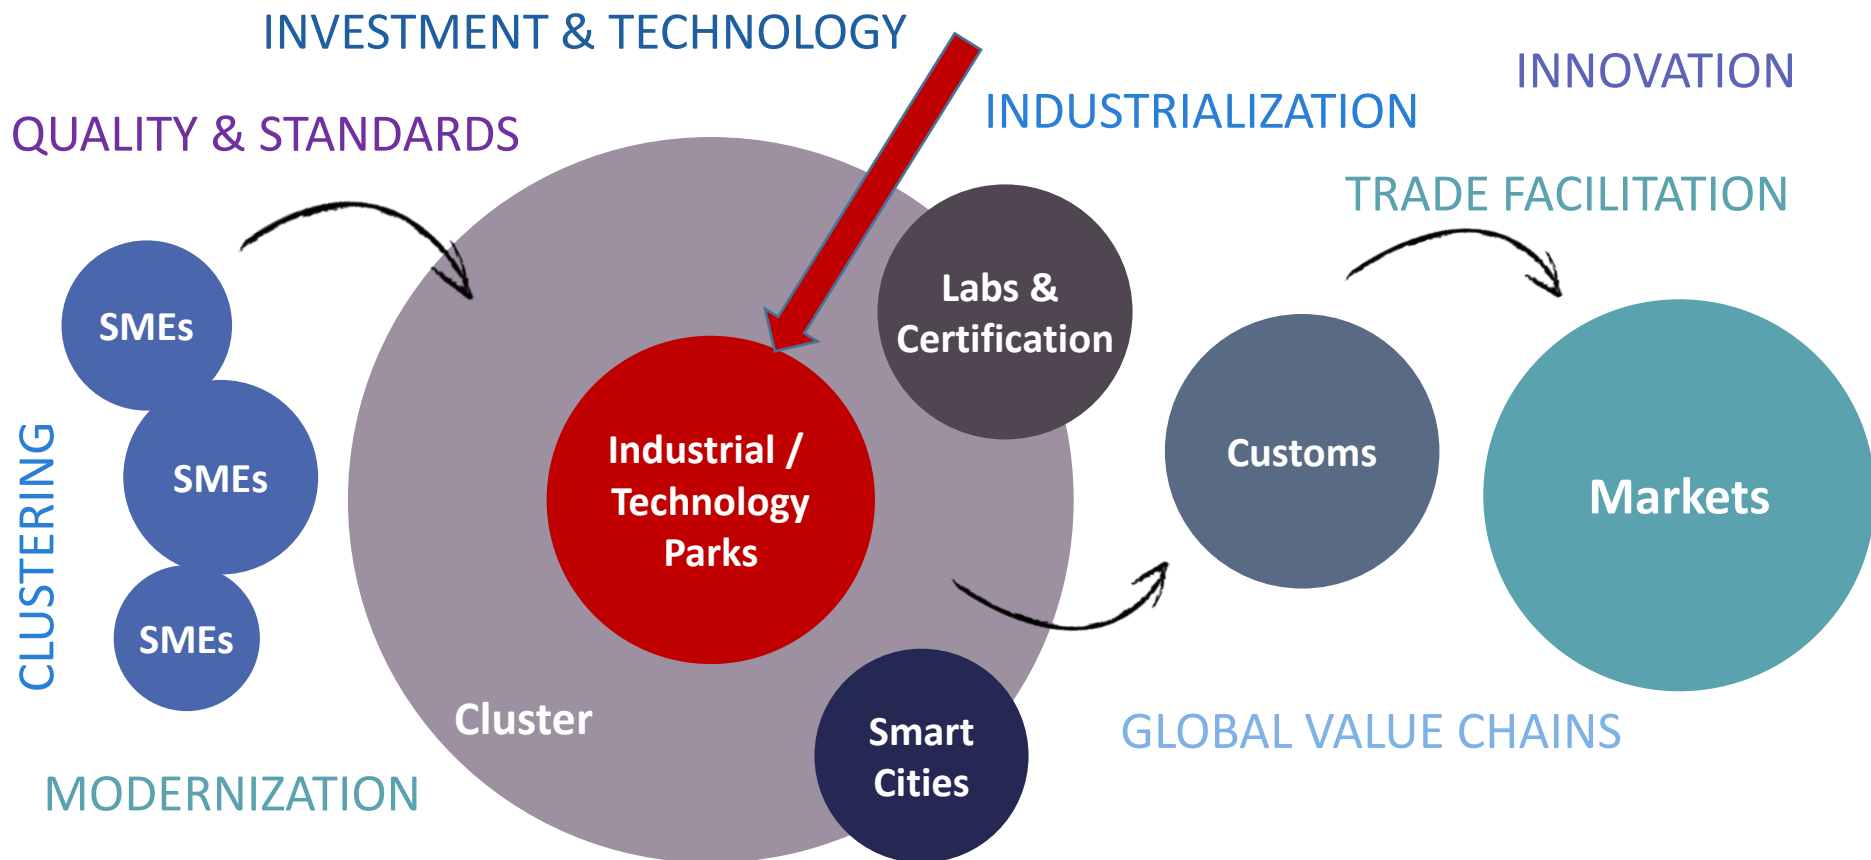 INVESTMENT & TECHNOLOGY
INNOVATION
INDUSTRIALIZATION
QUALITY & STANDARDS
TRADE FACILITATION
SMEs
SMEs
SMEs
CLUSTERING
MODERNIZATION
Cluster
Industrial /
Technology
Parks
Labs &
Certification
Smart
Cities
Customs
Markets
GLOBAL VALUE CHAINS